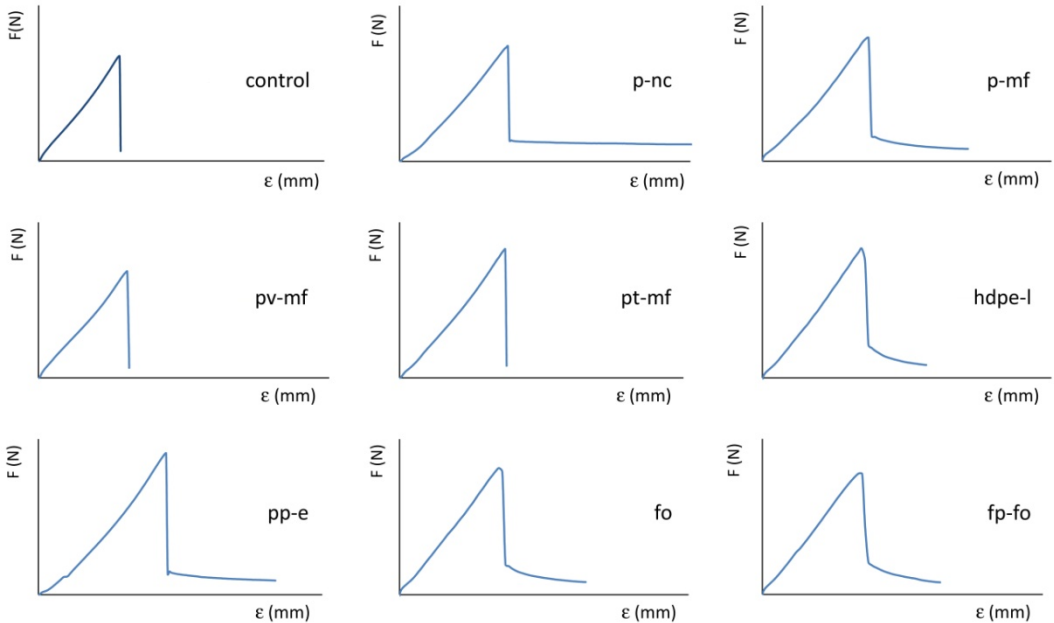 F(N)
control
ε (mm)
F (N)
p-nc
ε (mm)
F (N)
p-mf
ε (mm)
F (N)
pv-mf
ε (mm)
F (N)
pt-mf
ε (mm)
F (N)
hdpe-l
ε (mm)
F (N)
pp-e
ε (mm)
F (N)
fo
ε (mm)
F (N)
fp-fo
ε (mm)